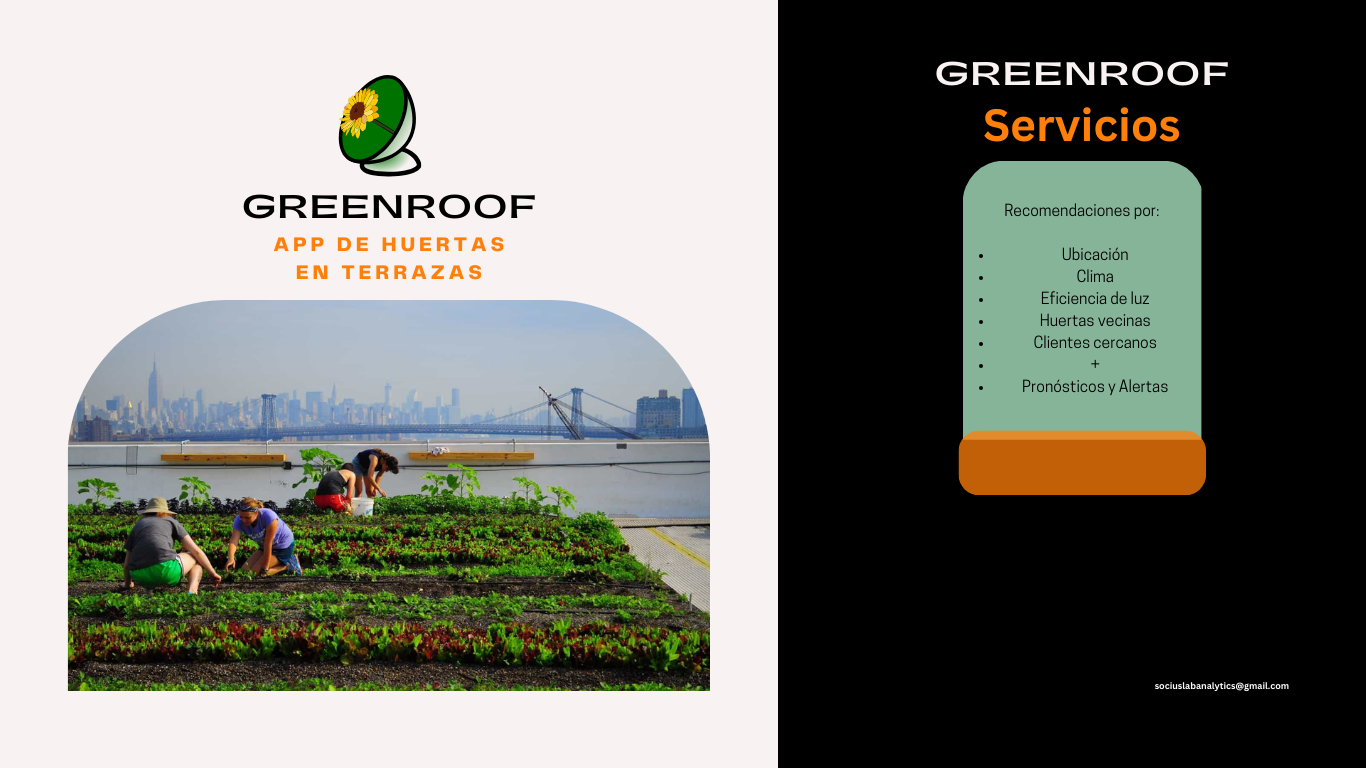 GREENROOF
APP DE HUERTAS
EN TERRAZAS
GREENROOF
Servicios
Recomendaciones por:
• Ubicación
• Clima
• Eficiencia de luz
• Huertas vecinas
• Clientes cercanos
• +
• Pronósticos y Alertas
sociuslabanalytics@gmail.com